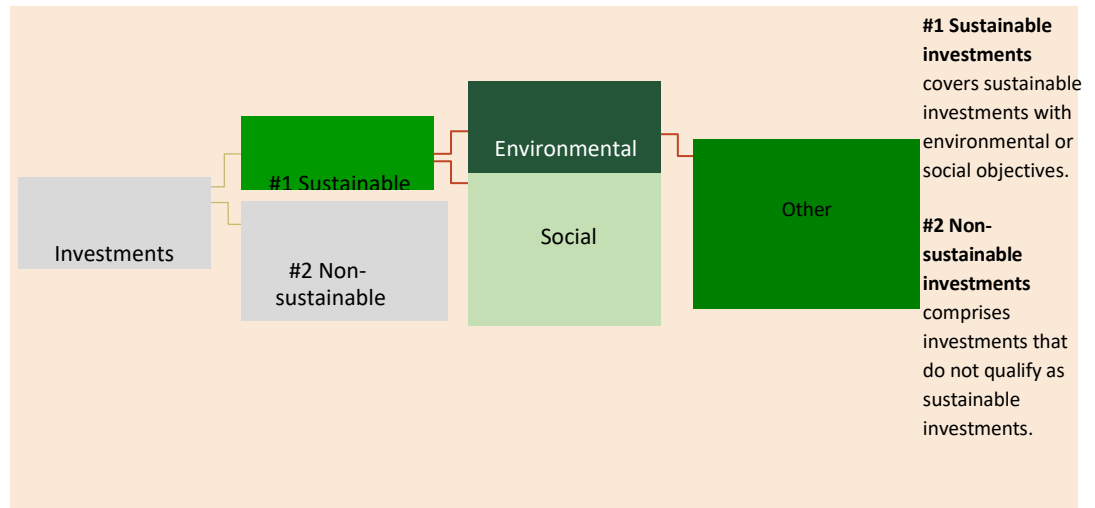 Investments
#1 Sustainable
#2 Non-
sustainable
Environmental
Social
Other
#1 Sustainable
investments
covers sustainable
investments with
environmental or
social objectives.
#2 Non-
sustainable
investments
comprises
investments that
do not qualify as
sustainable
investments.